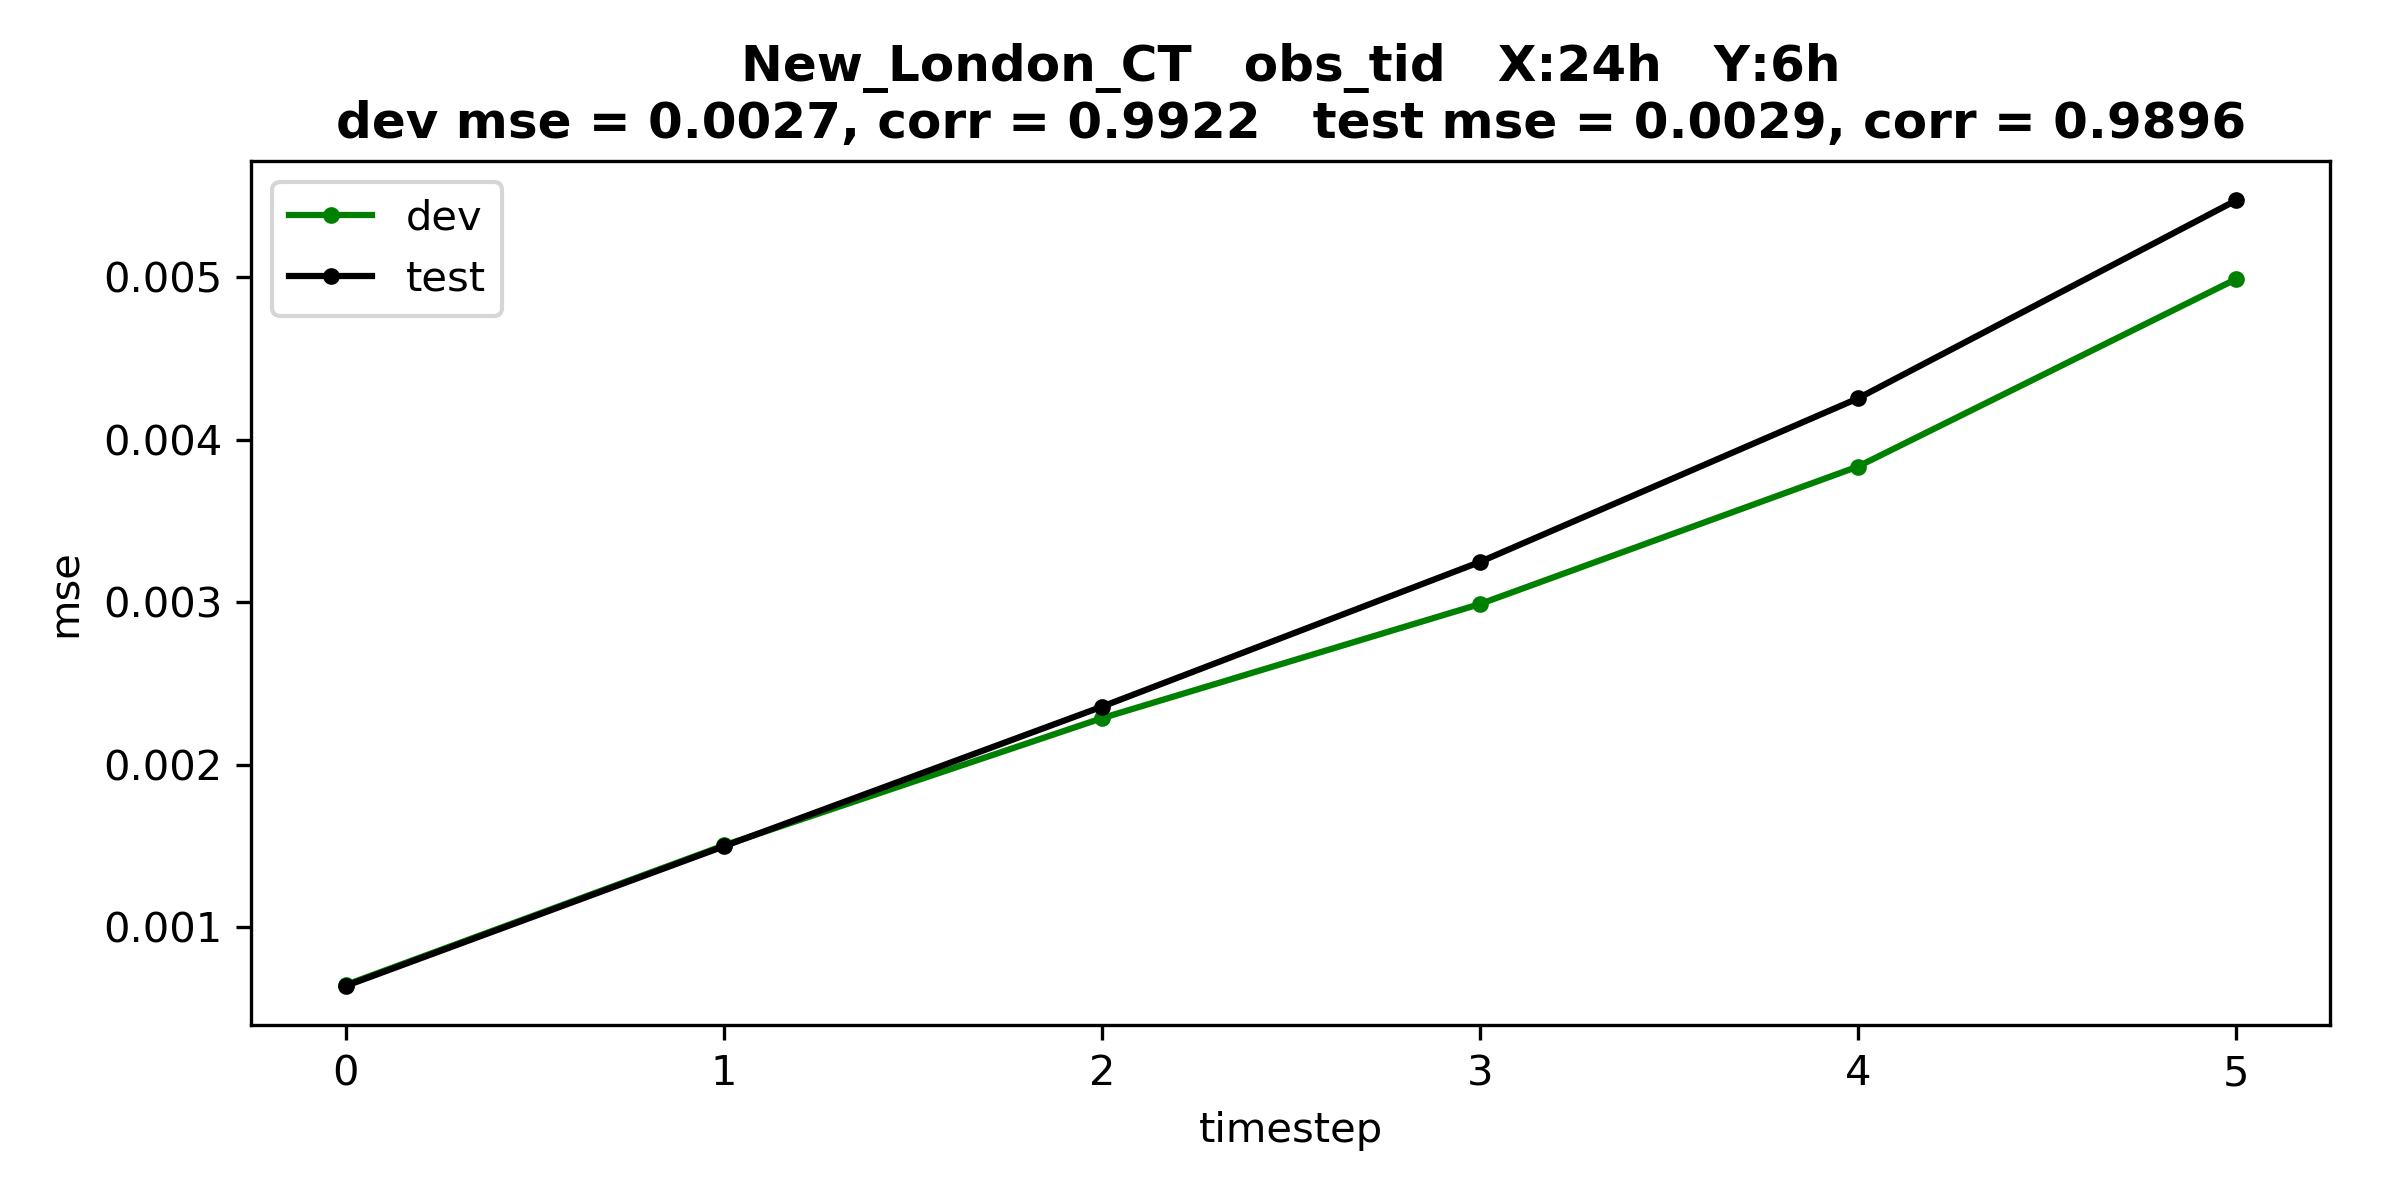 New_London_CT   obs_tid   X:24h   Y:6h
dev mse = 0.0027, corr = 0.9922   test mse = 0.0029, corr = 0.9896
dev
test
0.005
0.004
0.003
0.002
0.001
mse
0 1 2 3 4 5
timestep